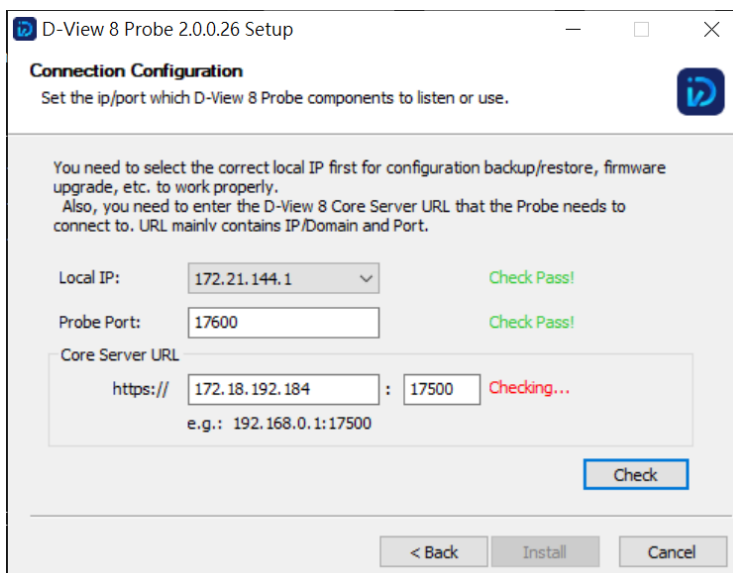 D-View 8 Probe 2.0.0.26 Setup
Connection Configuration
Set the ip/port which D-View 8 Probe components to listen or use.
You need to select the correct local IP first for configuration backup/restore, firmware
upgrade, etc. to work properly.
Also, you need to enter the D-View 8 Core Server URL that the Probe needs to
connect to. URL mainly contains IP/Domain and Port.
Local IP: 172.21.144.1 Check Pass!
Probe Port: 17600 Check Pass!
Core Server URL
https:// 172.18.192.184 : 17500 Checking...
e.g.: 192.168.0.1:17500
Check
< Back Install Cancel